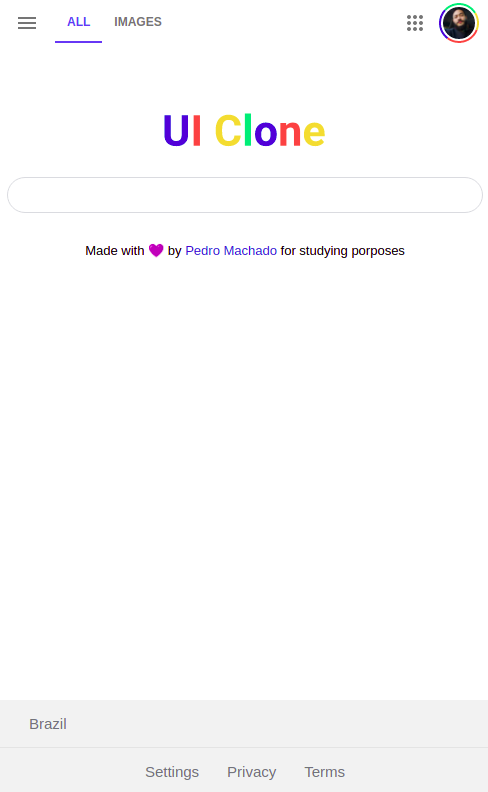 ALL IMAGES
UI Clone
Made with 💜 by Pedro Machado for studying porposes
Brazil
Settings Privacy Terms